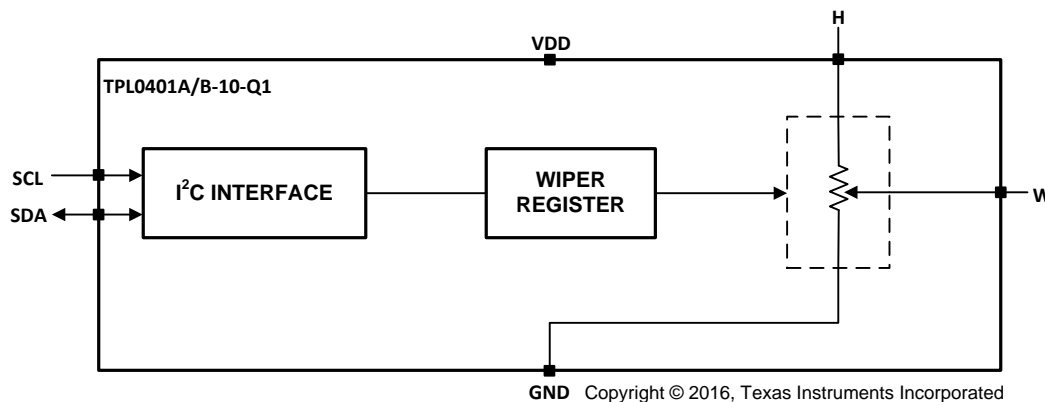 H
VDD
TPL0401A/B-10-Q1
SCL
SDA
I²C INTERFACE
WIPER
REGISTER
W
GND
Copyright © 2016, Texas Instruments Incorporated